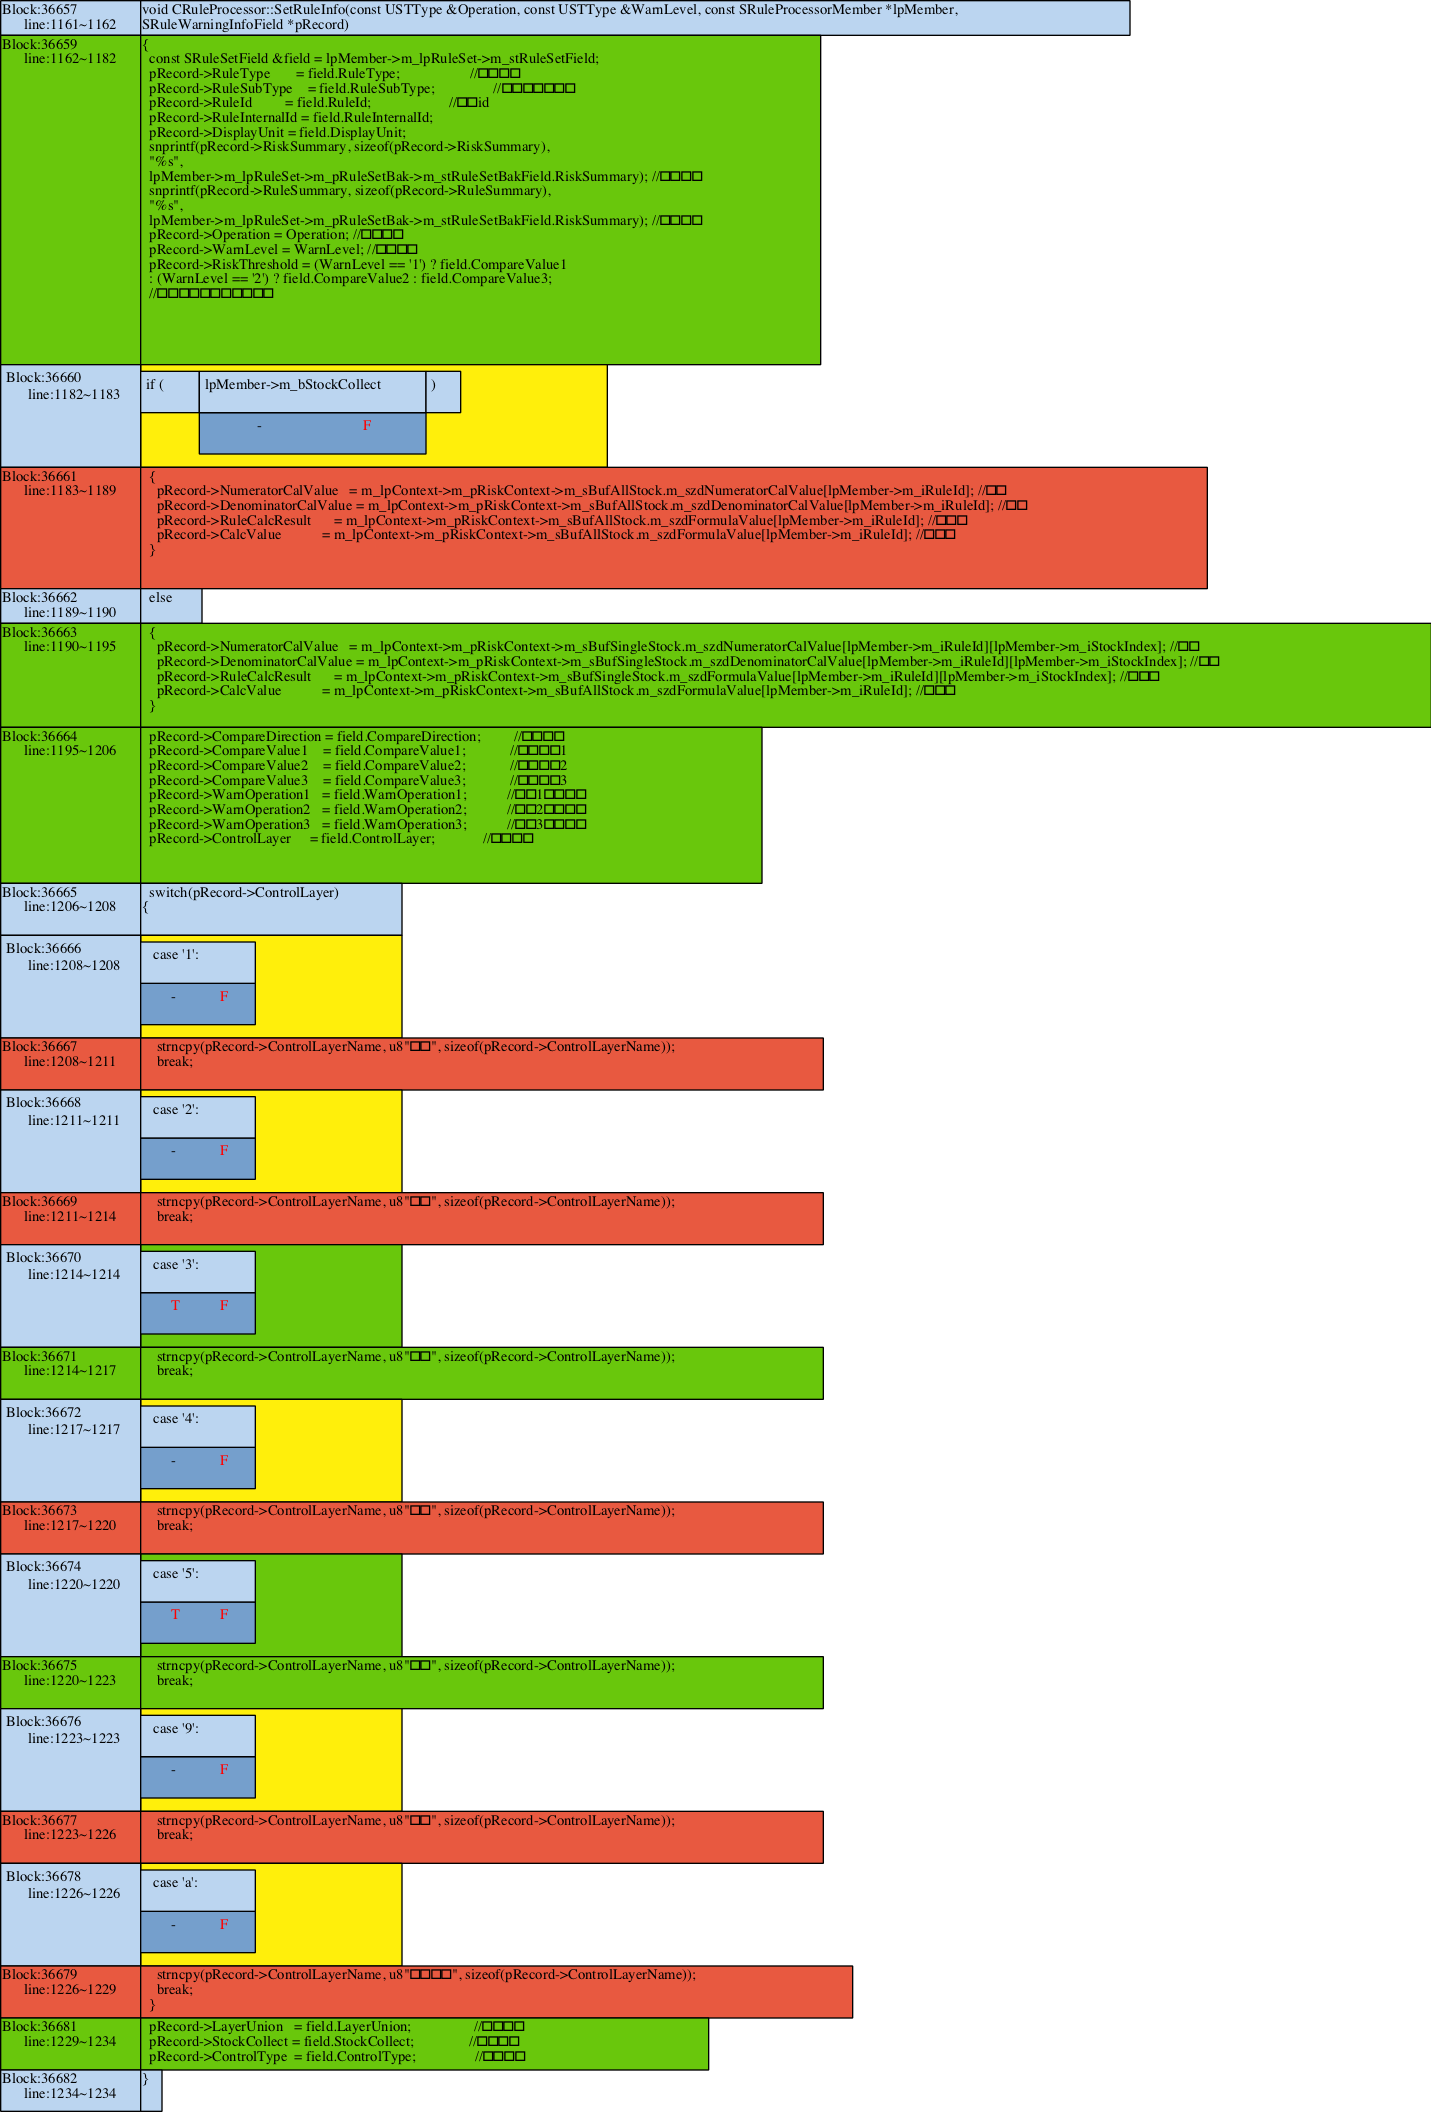 Block:36657
line:1161~1162
void CRuleProcessor::SetRuleInfo(const USTType &Operation, const USTType &WarnLevel, const SRuleProcessorMember *lpMember,
SRuleWarningInfoField *pRecord)
Block:36659
line:1162~1182
{
const SRuleSetField &field = lpMember->m_lpRuleSet->m_stRuleSetField;
pRecord->RuleType = field.RuleType; //□□□□
pRecord->RuleSubType = field.RuleSubType; //□□□□□□□
pRecord->RuleId = field.RuleId; //□□id
pRecord->RuleInternalId = field.RuleInternalId;
pRecord->DisplayUnit = field.DisplayUnit;
snprintf(pRecord->RiskSummary, sizeof(pRecord->RiskSummary),
"%s",
lpMember->m_lpRuleSet->m_pRuleSetBak->m_stRuleSetBakField.RiskSummary); //□□□□
snprintf(pRecord->RuleSummary, sizeof(pRecord->RuleSummary),
"%s",
lpMember->m_lpRuleSet->m_pRuleSetBak->m_stRuleSetBakField.RiskSummary); //□□□□
pRecord->Operation = Operation; //□□□□
pRecord->WarnLevel = WarnLevel; //□□□□
pRecord->RiskThreshold = (WarnLevel == '1') ? field.CompareValue1
: (WarnLevel == '2') ? field.CompareValue2 : field.CompareValue3;
//□□□□□□□□□□□
Block:36660
line:1182~1183
if ( lpMember->m_bStockCollect )
- F
Block:36661
line:1183~1189
{
pRecord->NumeratorCalValue = m_lpContext->m_pRiskContext->m_sBufAllStock.m_szdNumeratorCalValue[lpMember->m_iRuleId]; //□□
pRecord->DenominatorCalValue = m_lpContext->m_pRiskContext->m_sBufAllStock.m_szdDenominatorCalValue[lpMember->m_iRuleId]; //□□
pRecord->RuleCalcResult = m_lpContext->m_pRiskContext->m_sBufAllStock.m_szdFormulaValue[lpMember->m_iRuleId]; //□□□
pRecord->CalcValue = m_lpContext->m_pRiskContext->m_sBufAllStock.m_szdFormulaValue[lpMember->m_iRuleId]; //□□□
}
Block:36662
line:1189~1190
else
Block:36663
line:1190~1195
{
pRecord->NumeratorCalValue = m_lpContext->m_pRiskContext->m_sBufSingleStock.m_szdNumeratorCalValue[lpMember->m_iRuleId][lpMember->m_iStockIndex]; //□□
pRecord->DenominatorCalValue = m_lpContext->m_pRiskContext->m_sBufSingleStock.m_szdDenominatorCalValue[lpMember->m_iRuleId][lpMember->m_iStockIndex]; //□□
pRecord->RuleCalcResult = m_lpContext->m_pRiskContext->m_sBufSingleStock.m_szdFormulaValue[lpMember->m_iRuleId][lpMember->m_iStockIndex]; //□□□
pRecord->CalcValue = m_lpContext->m_pRiskContext->m_sBufAllStock.m_szdFormulaValue[lpMember->m_iRuleId]; //□□□
}
Block:36664
line:1195~1206
pRecord->CompareDirection = field.CompareDirection; //□□□□
pRecord->CompareValue1 = field.CompareValue1; //□□□□1
pRecord->CompareValue2 = field.CompareValue2; //□□□□2
pRecord->CompareValue3 = field.CompareValue3; //□□□□3
pRecord->WarnOperation1 = field.WarnOperation1; //□□1□□□□
pRecord->WarnOperation2 = field.WarnOperation2; //□□2□□□□
pRecord->WarnOperation3 = field.WarnOperation3; //□□3□□□□
pRecord->ControlLayer = field.ControlLayer; //□□□□
Block:36665
line:1206~1208
switch(pRecord->ControlLayer)
{
Block:36666
line:1208~1208
case '1':
- F
Block:36667
line:1208~1211
strncpy(pRecord->ControlLayerName, u8"□□", sizeof(pRecord->ControlLayerName));
break;
Block:36668
line:1211~1211
case '2':
- F
Block:36669
line:1211~1214
strncpy(pRecord->ControlLayerName, u8"□□", sizeof(pRecord->ControlLayerName));
break;
Block:36670
line:1214~1214
case '3':
T F
Block:36671
line:1214~1217
strncpy(pRecord->ControlLayerName, u8"□□", sizeof(pRecord->ControlLayerName));
break;
Block:36672
line:1217~1217
case '4':
- F
Block:36673
line:1217~1220
strncpy(pRecord->ControlLayerName, u8"□□", sizeof(pRecord->ControlLayerName));
break;
Block:36674
line:1220~1220
case '5':
T F
Block:36675
line:1220~1223
strncpy(pRecord->ControlLayerName, u8"□□", sizeof(pRecord->ControlLayerName));
break;
Block:36676
line:1223~1223
case '9':
- F
Block:36677
line:1223~1226
strncpy(pRecord->ControlLayerName, u8"□□", sizeof(pRecord->ControlLayerName));
break;
Block:36678
line:1226~1226
case 'a':
- F
Block:36679
line:1226~1229
strncpy(pRecord->ControlLayerName, u8"□□□□", sizeof(pRecord->ControlLayerName));
break;
}
Block:36681
line:1229~1234
pRecord->LayerUnion = field.LayerUnion; //□□□□
pRecord->StockCollect = field.StockCollect; //□□□□
pRecord->ControlType = field.ControlType; //□□□□
Block:36682
line:1234~1234
}